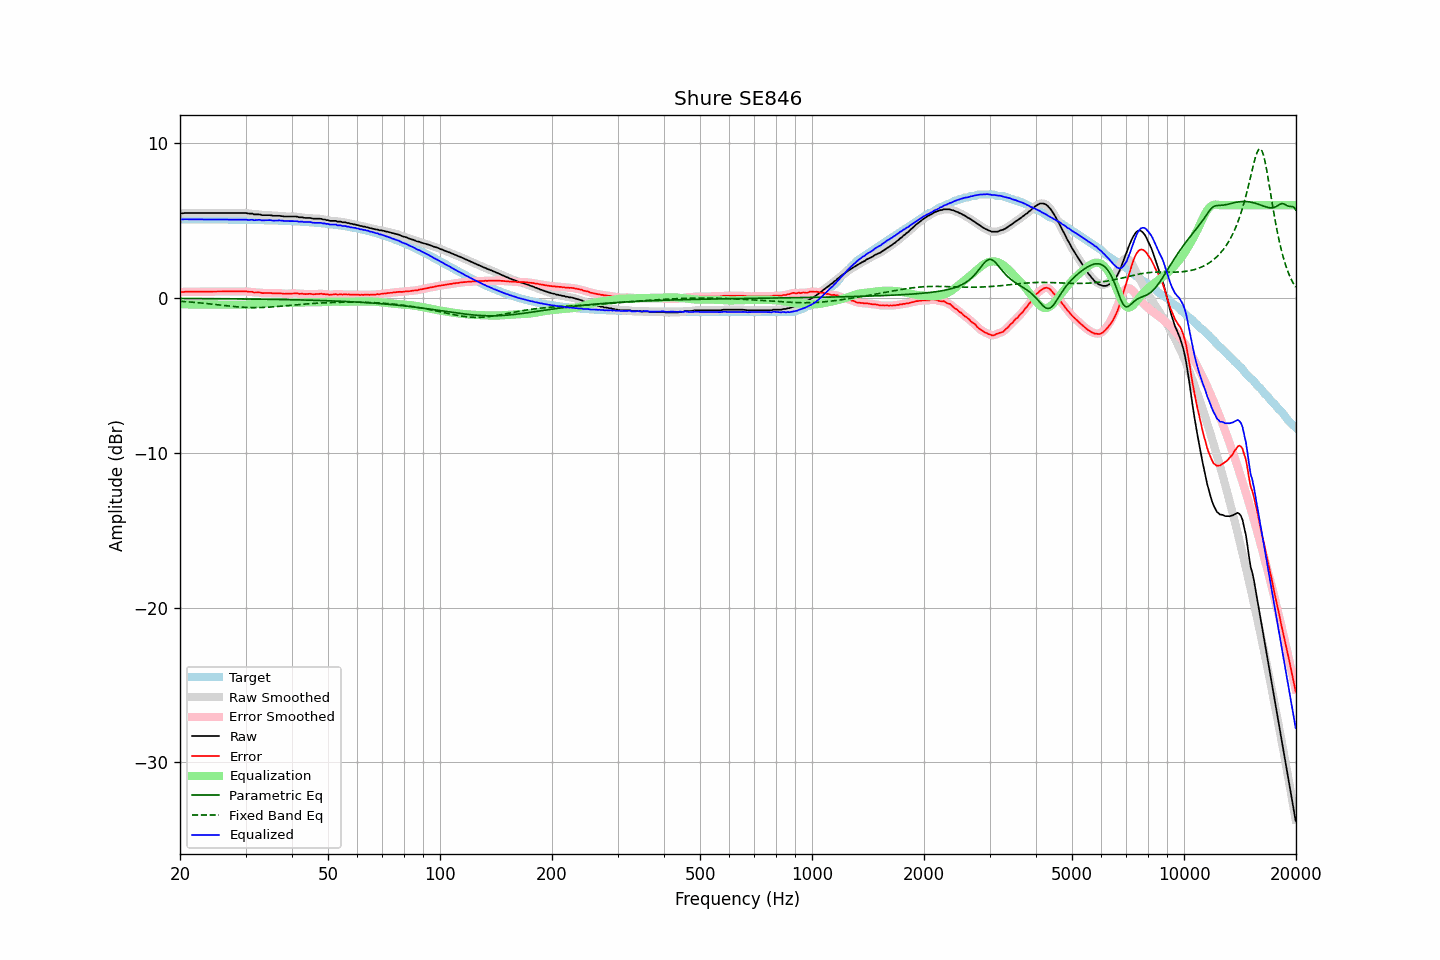 Shure SE846
Amplitude (dBr)
10
0
−10
−20
−30
Target
Raw Smoothed
Error Smoothed
Raw
Error
Equalization
Parametric Eq
Fixed Band Eq
Equalized
20 50 100 200 500 1000 2000 5000 10000 20000
Frequency (Hz)